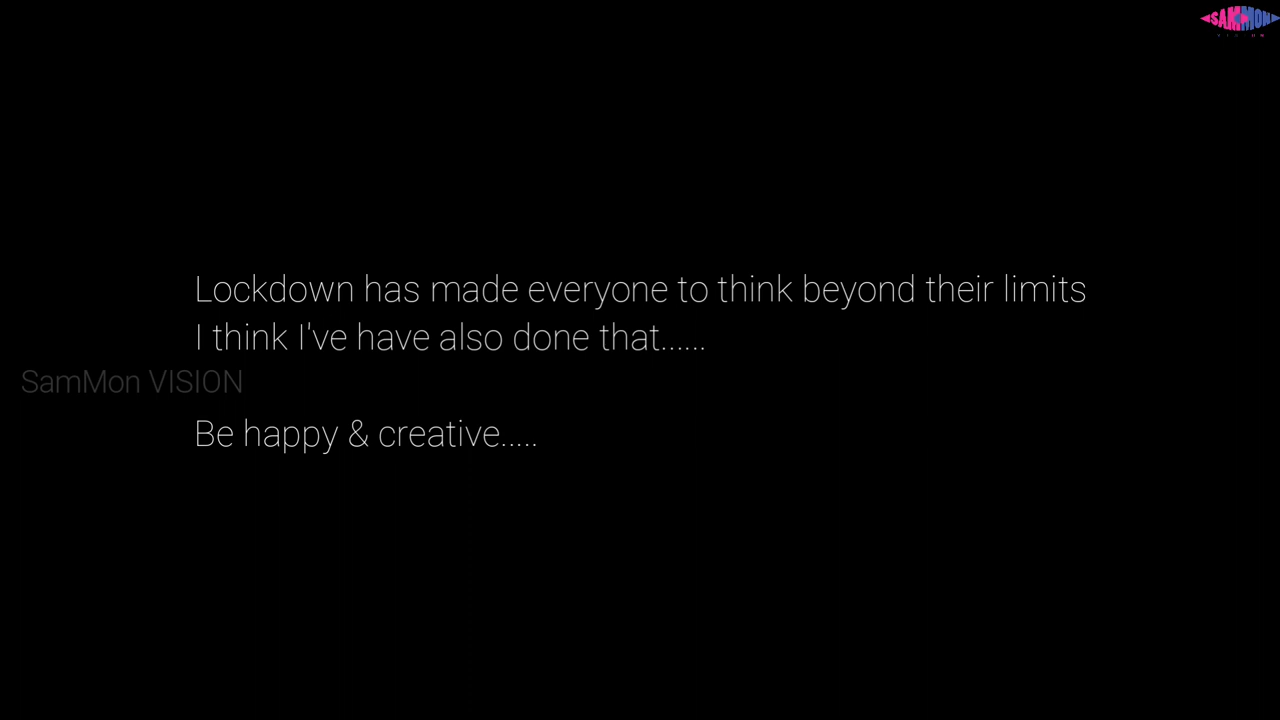 SAMMON
Lockdown has made everyone to think beyond their limits
I think I've have also done that......
SamMon VISION
Be happy & creative.....